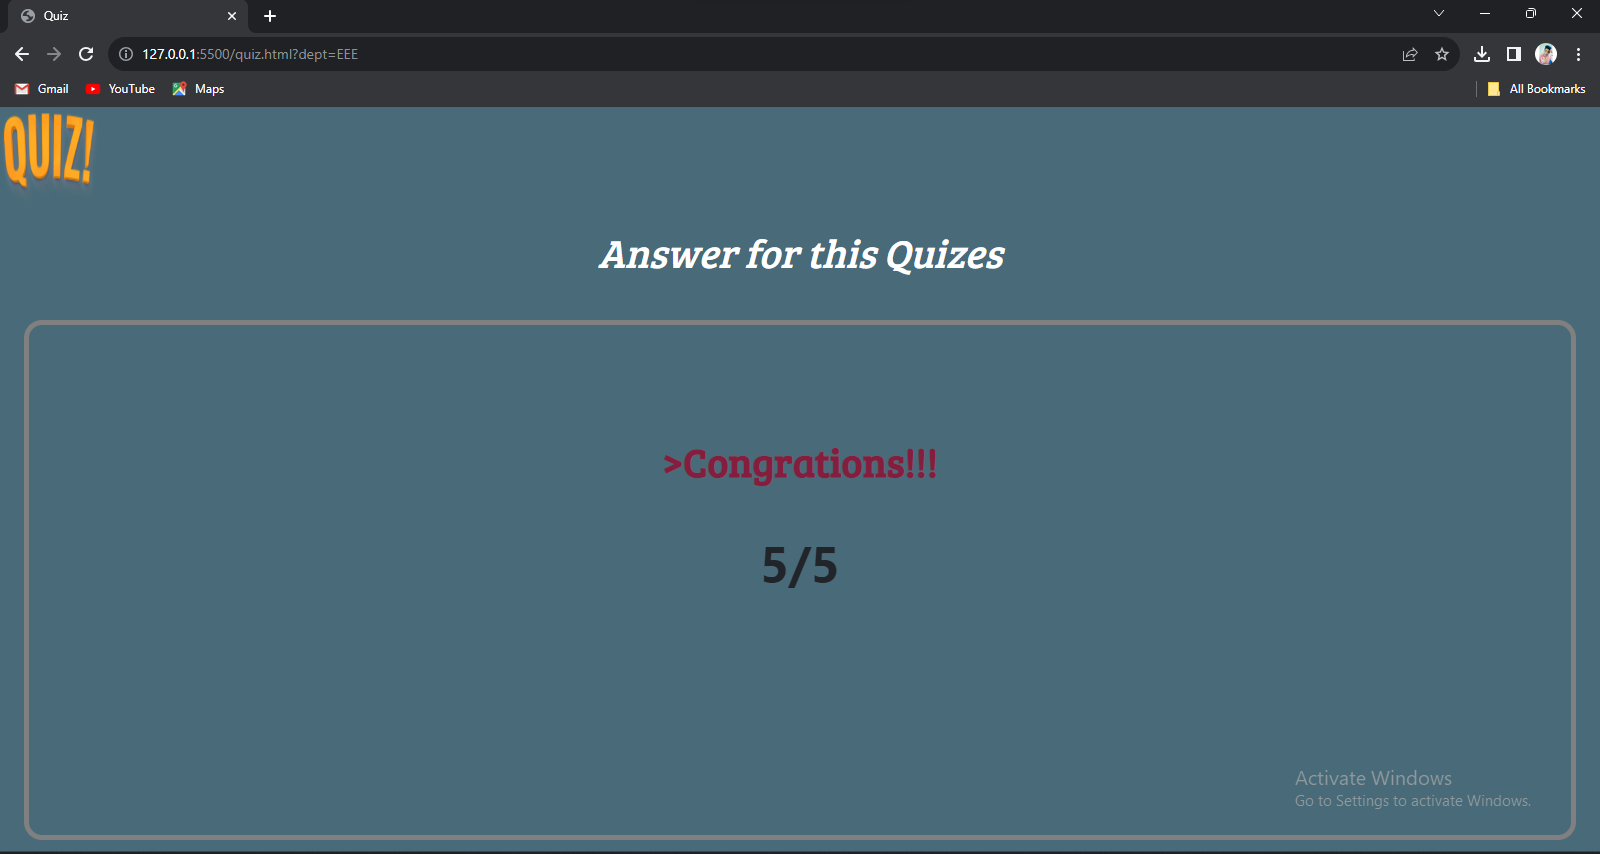 Quiz
127.0.0.1:5500/quiz.html?dept=EEE
Gmail YouTube Maps All Bookmarks
QUIZ!
Answer for this Quizes
>Congrations!!!
5/5
Activate Windows
Go to Settings to activate Windows.